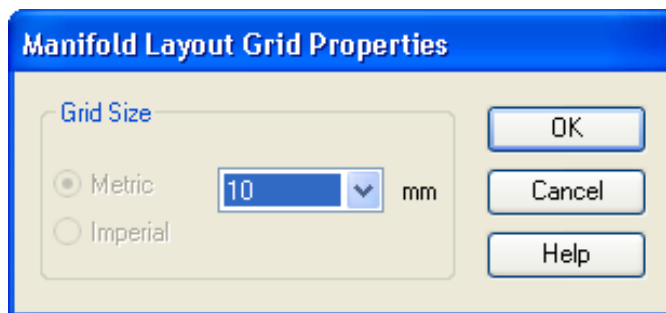 Manifold Layout Grid Properties
Grid Size
Metric
10
mm
Imperial
OK
Cancel
Help